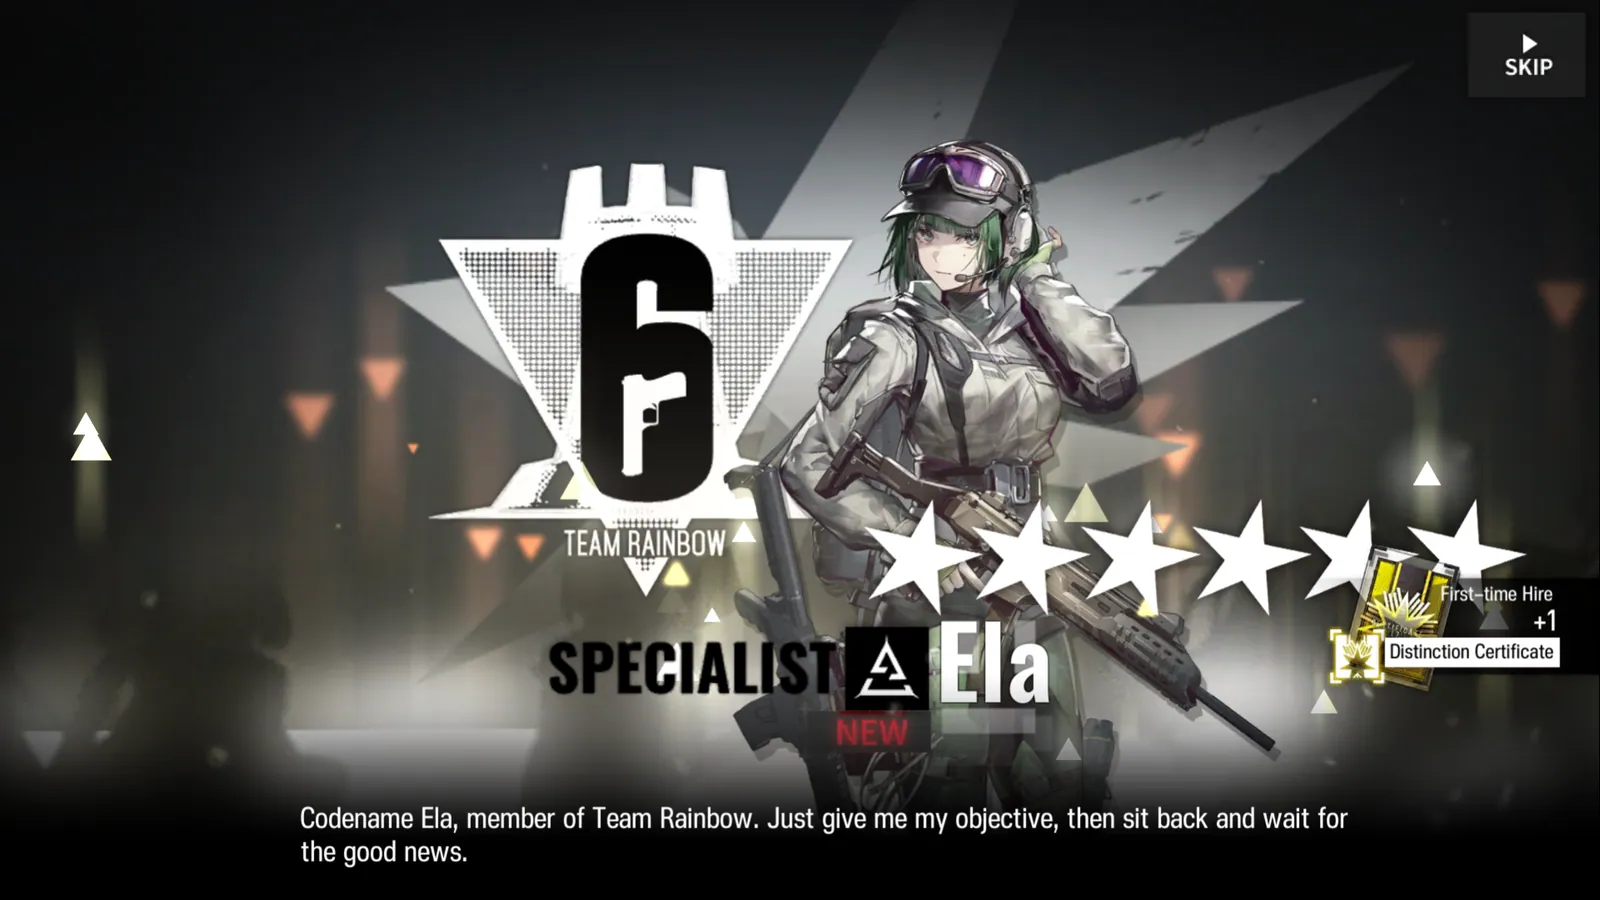 SKIP
6
TEAM RAINBOW
First-time Hire
+1
Distinction Certificate
SPECIALIST
Ela
NEW
Codename Ela, member of Team Rainbow. Just give me my objective, then sit back and wait for
the good news.